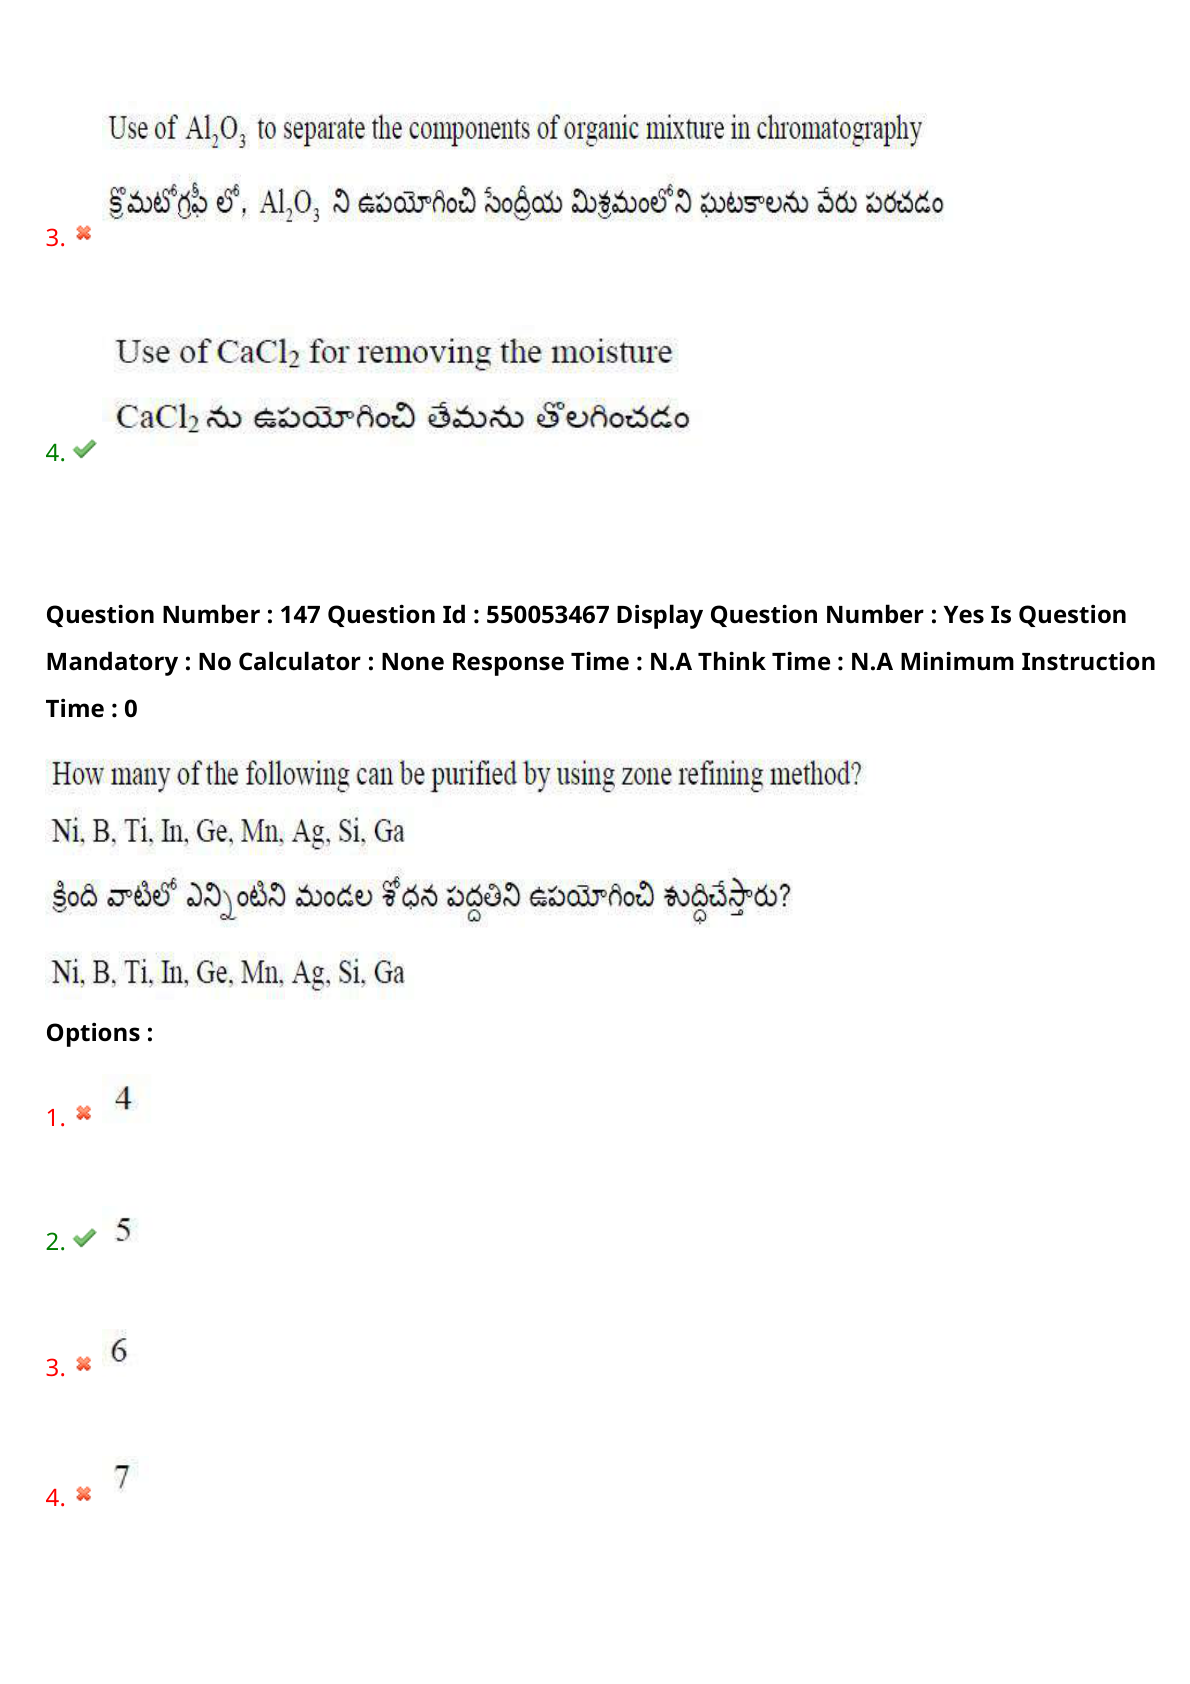 Use of Al₂O₃ to separate the components of organic mixture in chromatography
క్రొమటోగ్రఫీ లో, Al₂O₃ ని ఉపయోగించి సేంద్రీయ మిశ్రమంలోని ఘటకాలను వేరు పరచడం
3.
Use of CaCl₂ for removing the moisture
CaCl₂ ను ఉపయోగించి తేమను తొలగించడం
4.
Question Number : 147 Question Id : 550053467 Display Question Number : Yes Is Question
Mandatory : No Calculator : None Response Time : N.A Think Time : N.A Minimum Instruction
Time : 0
How many of the following can be purified by using zone refining method?
Ni, B, Ti, In, Ge, Mn, Ag, Si, Ga
క్రింది వాటిలో ఎన్నింటిని మండల శోధన పద్దతిని ఉపయోగించి శుద్ధిచేస్తారు?
Ni, B, Ti, In, Ge, Mn, Ag, Si, Ga
Options :
1. 4
2. 5
3. 6
4. 7